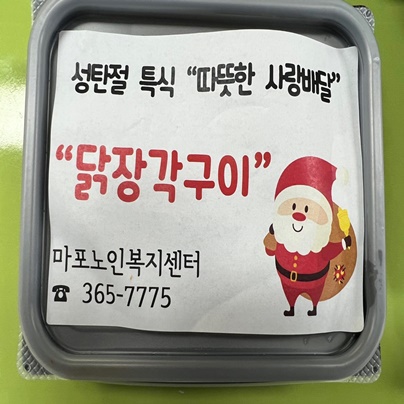 성탄절 특식 “따뜻한 사랑배달”
“닭장각구이”
마포노인복지센터
☎ 365-7775